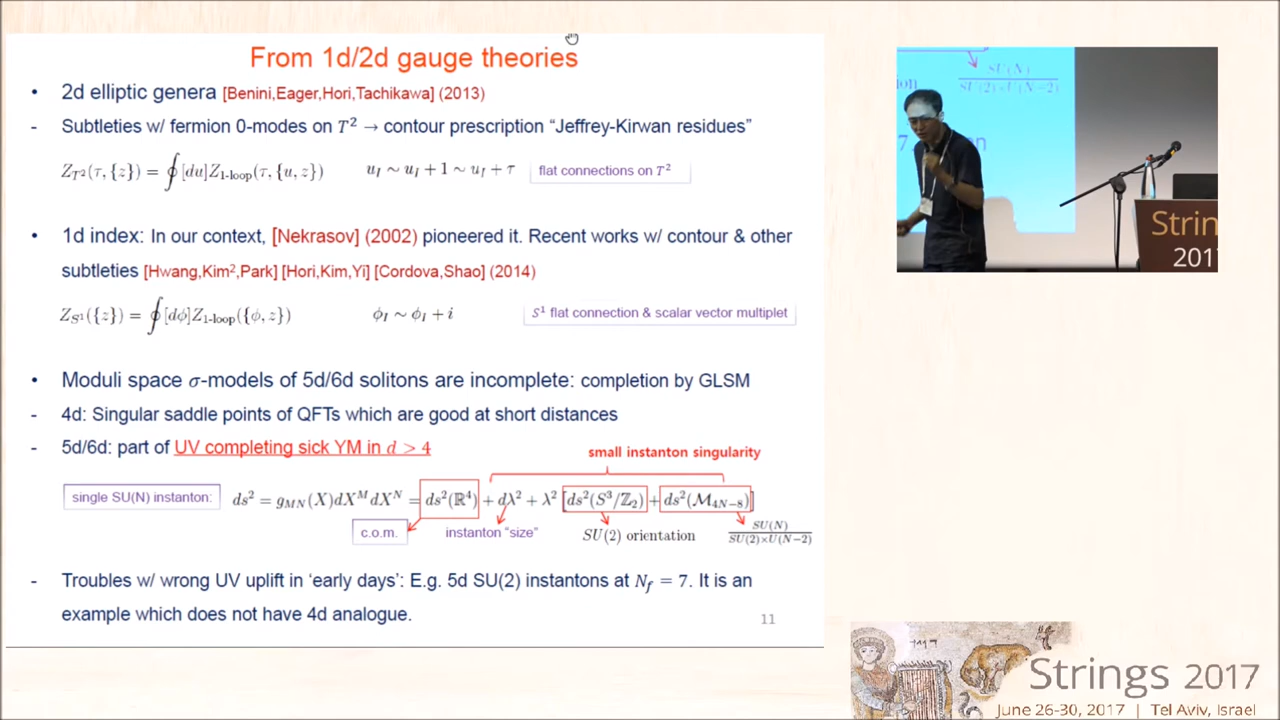 From 1d/2d gauge theories
• 2d elliptic genera [Benini,Eager,Hori,Tachikawa] (2013)
- Subtleties w/ fermion 0-modes on T² → contour prescription “Jeffrey-Kirwan residues”
Z_{T²}(τ,{z}) = ∮[du]Z_{1-loop}(τ,{u,z}) u_I ∼ u_I + 1 ∼ u_I + τ flat connections on T²
• 1d index: In our context, [Nekrasov] (2002) pioneered it. Recent works w/ contour & other
subtleties [Hwang,Kim²,Park] [Hori,Kim,Yi] [Cordova,Shao] (2014)
Z_{S¹}({z}) = ∮[dϕ]Z_{1-loop}({ϕ,z}) ϕ_I ∼ ϕ_I + i S¹ flat connection & scalar vector multiplet
• Moduli space σ-models of 5d/6d solitons are incomplete: completion by GLSM
- 4d: Singular saddle points of QFTs which are good at short distances
- 5d/6d: part of UV completing sick YM in d > 4
small instanton singularity
single SU(N) instanton: ds² = g_{MN}(X)dX^M dX^N = ds²(ℝ⁴) + dλ² + λ² [ds²(S³/ℤ₂) + ds²(M_{4N−8})]
c.o.m. instanton “size” SU(2) orientation SU(N)/SU(2)×U(N−2)
- Troubles w/ wrong UV uplift in ‘early days’: E.g. 5d SU(2) instantons at N_f = 7. It is an
example which does not have 4d analogue.
11
SU(N)
SU(2)×U(N−2)
Strin
2017
Strings 2017
June 26-30, 2017 | Tel Aviv, Israel